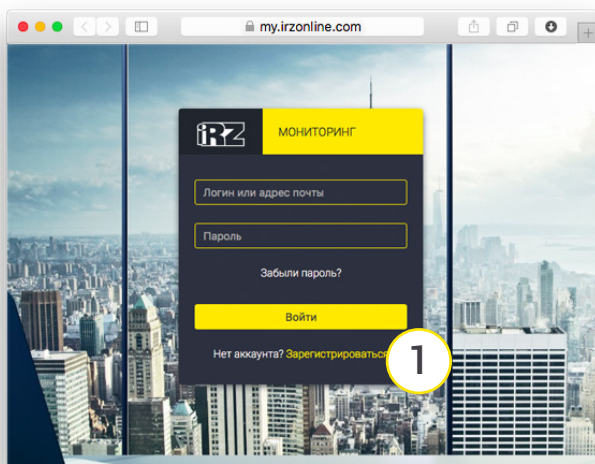 my.irzonline.com
iRZ
МОНИТОРИНГ
Логин или адрес почты
Пароль
Забыли пароль?
Войти
Нет аккаунта? Зарегистрироваться
1